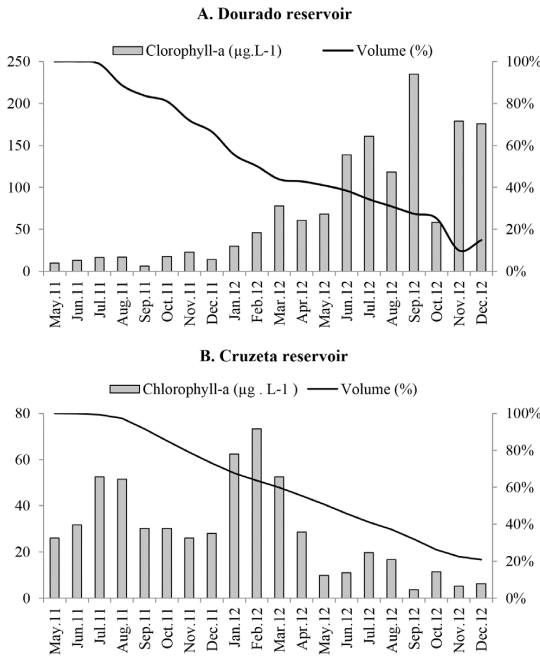 A. Dourado reservoir
Clorophyll-a (µg.L-1) Volume (%)
250 100%
200 80%
150 60%
100 40%
50 20%
0 0%
May.11 Jun.11 Jul.11 Aug.11 Sep.11 Oct.11 Nov.11 Dec.11 Jan.12 Feb.12 Mar.12 Apr.12 May.12 Jun.12 Jul.12 Aug.12 Sep.12 Oct.12 Nov.12 Dec.12
B. Cruzeta reservoir
Chlorophyll-a (µg . L-1 ) Volume (%)
80 100%
60 80%
60%
40
40%
20
20%
0 0%
May.11 Jun.11 Jul.11 Aug.11 Sep.11 Oct.11 Nov.11 Dec.11 Jan.12 Feb.12 Mar.12 Apr.12 May.12 Jun.12 Jul.12 Aug.12 Sep.12 Oct.12 Nov.12 Dec.12